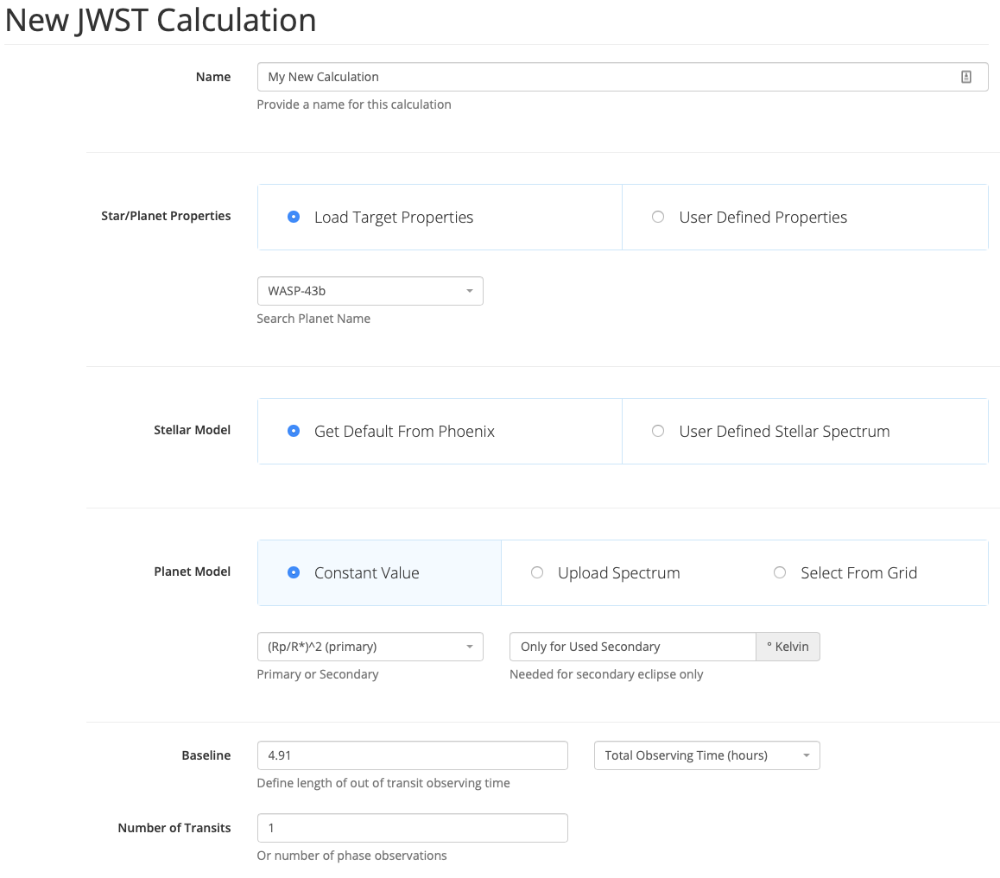 New JWST Calculation
Name
My New Calculation
Provide a name for this calculation
Star/Planet Properties
Load Target Properties
User Defined Properties
WASP-43b
Search Planet Name
Stellar Model
Get Default From Phoenix
User Defined Stellar Spectrum
Planet Model
Constant Value
Upload Spectrum
Select From Grid
(Rp/R*)^2 (primary)
Only for Used Secondary
° Kelvin
Primary or Secondary
Needed for secondary eclipse only
Baseline
4.91
Total Observing Time (hours)
Define length of out of transit observing time
Number of Transits
1
Or number of phase observations